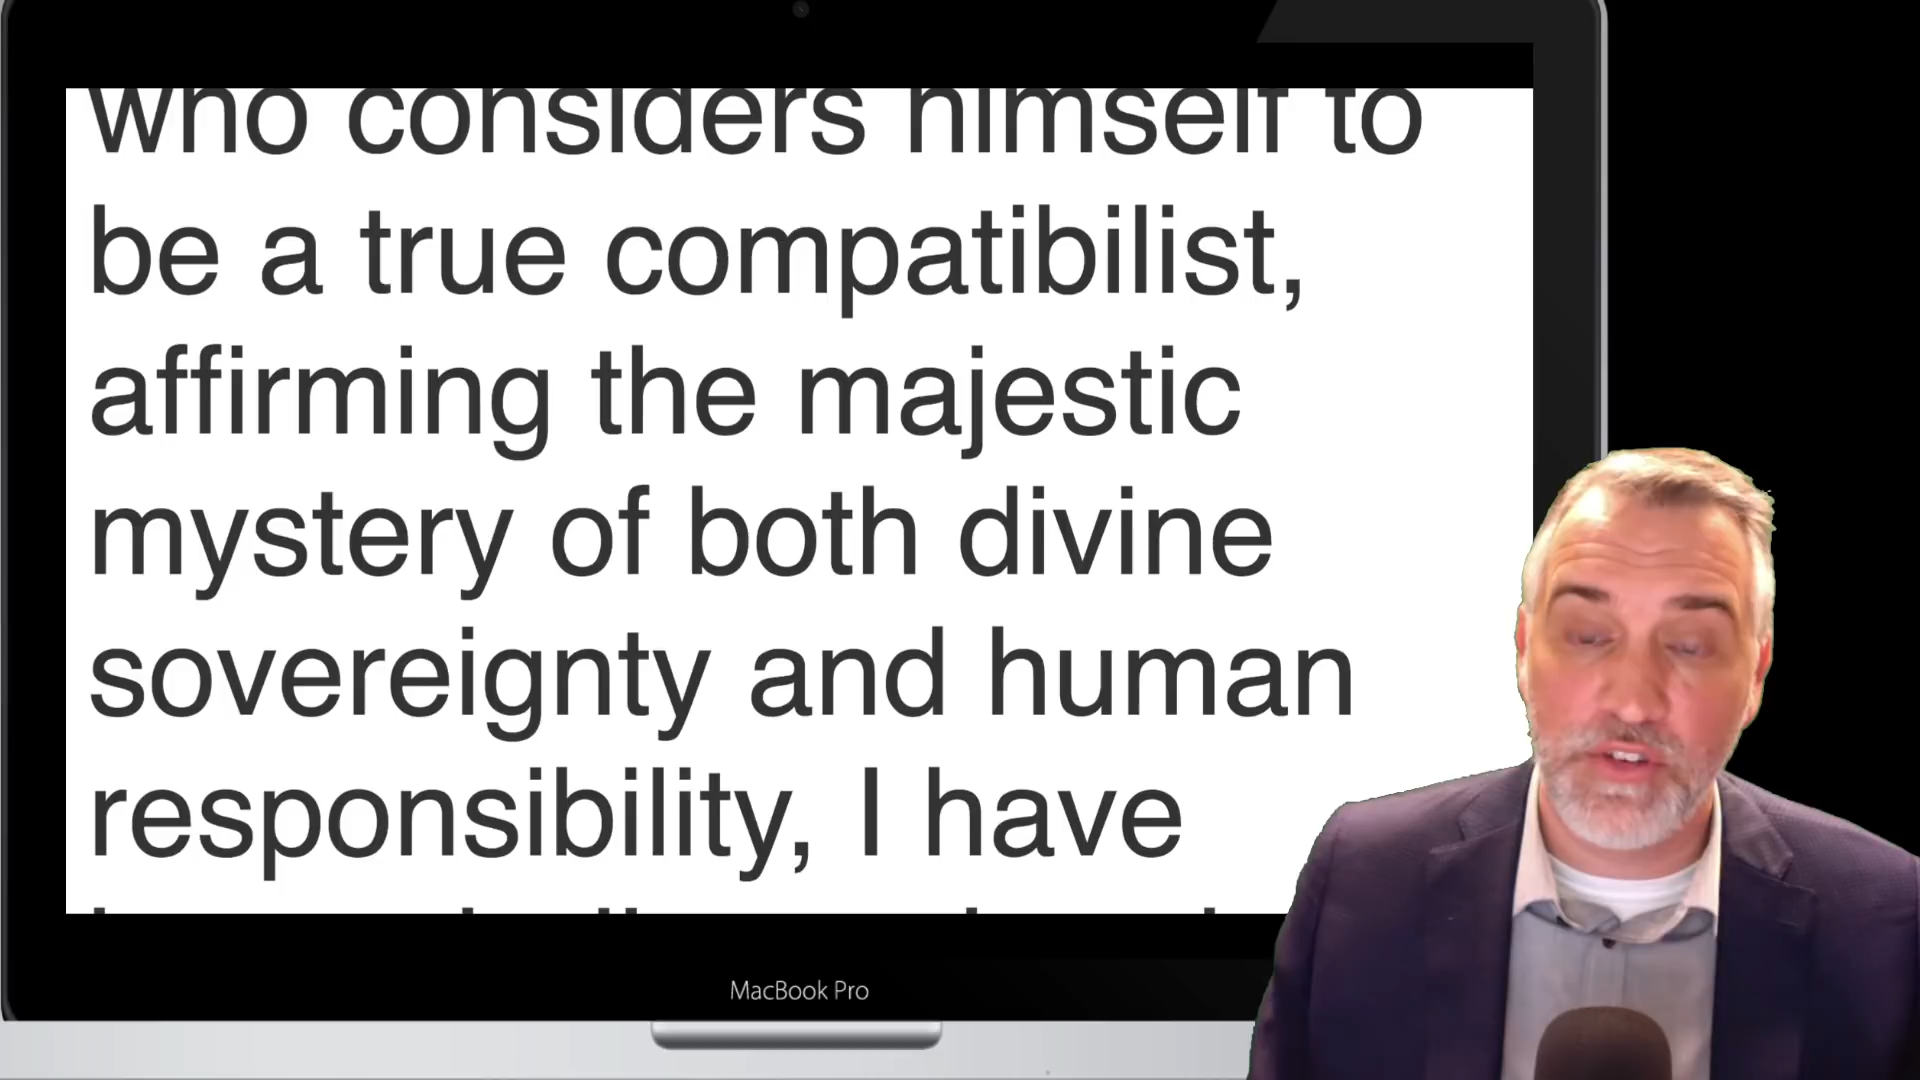 who considers himself to
be a true compatibilist,
affirming the majestic
mystery of both divine
sovereignty and human
responsibility, I have
MacBook Pro